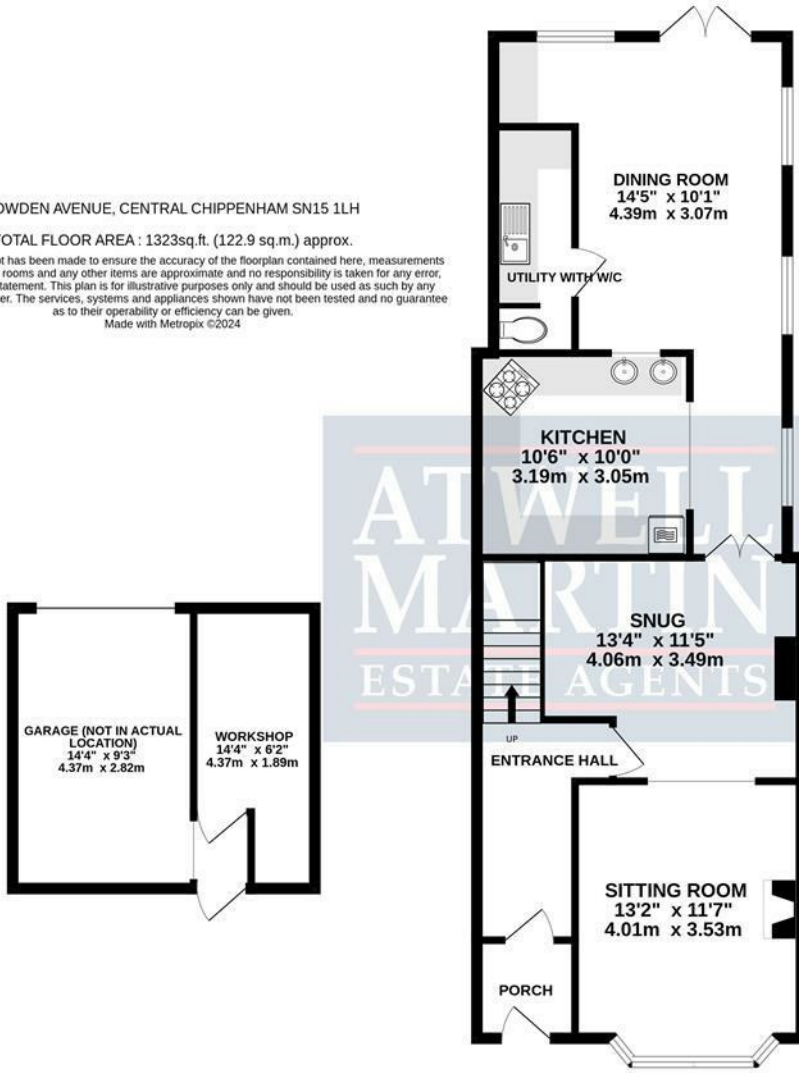 OWDEN AVENUE, CENTRAL CHIPPENHAM SN15 1LH
TOTAL FLOOR AREA : 1323sq.ft. (122.9 sq.m.) approx.
has been made to ensure the accuracy of the floorplan contained here, measurements
rooms and any other items are approximate and no responsibility is taken for any error,
tatement. This plan is for illustrative purposes only and should be used as such by any
er. The services, systems and appliances shown have not been tested and no guarantee
as to their operability or efficiency can be given.
Made with Metropix ©2024
DINING ROOM
14'5" x 10'1"
4.39m x 3.07m
UTILITY WITH W/C
KITCHEN
10'6" x 10'0"
3.19m x 3.05m
ATWELL
MARTIN
ESTATE AGENTS
SNUG
13'4" x 11'5"
4.06m x 3.49m
UP
ENTRANCE HALL
GARAGE (NOT IN ACTUAL
LOCATION)
14'4" x 9'3"
4.37m x 2.82m
WORKSHOP
14'4" x 6'2"
4.37m x 1.89m
SITTING ROOM
13'2" x 11'7"
4.01m x 3.53m
PORCH